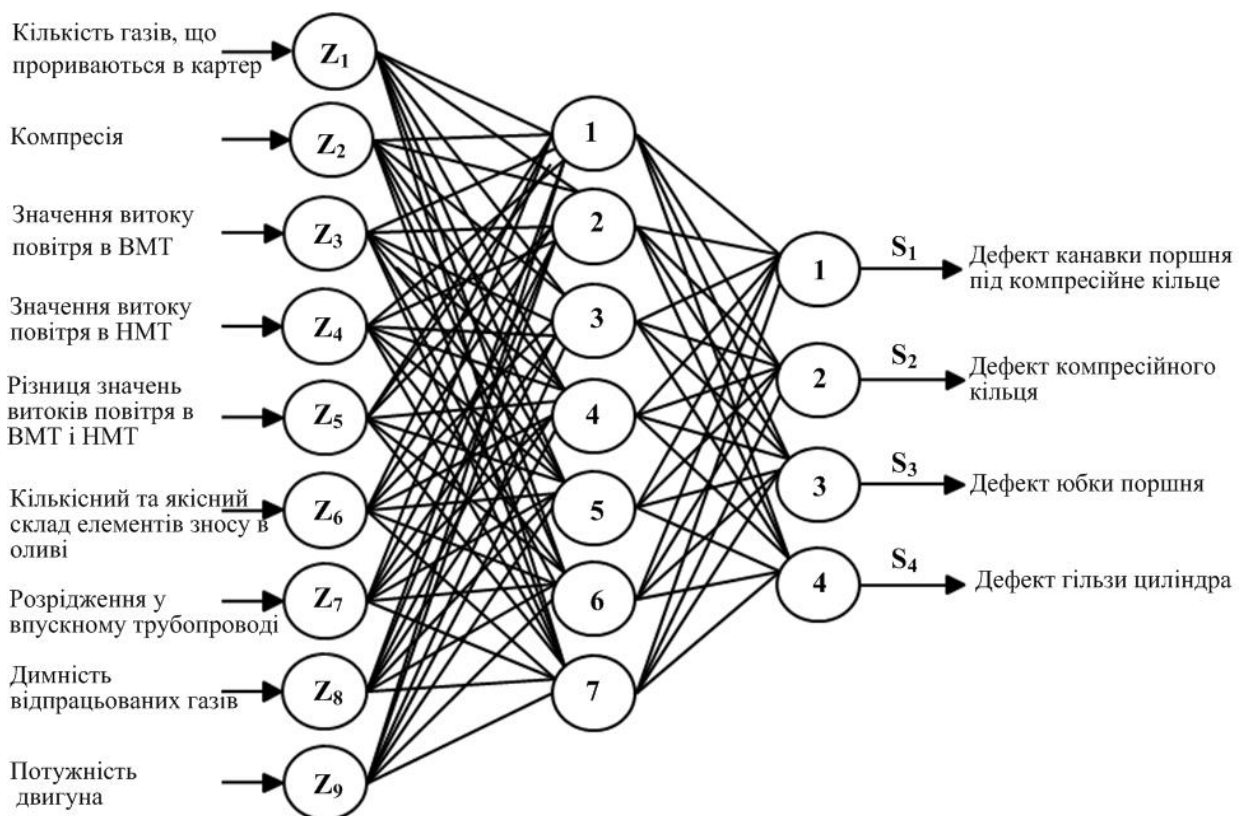 Кількість газів, що
прориваються в картер
Z1
Компресія
Z2
Значення витоку
повітря в ВМТ
Z3
Значення витоку
повітря в НМТ
Z4
Різниця значень
витоків повітря в
ВМТ і НМТ
Z5
Кількісний та якісний
склад елементів зносу в
оливі
Z6
Розрідження у
впускному трубопроводі
Z7
Димність
відпрацьованих газів
Z8
Потужність
двигуна
Z9
1
2
3
4
5
6
7
1
2
3
4
S1
Дефект канавки поршня
під компресійне кільце
S2
Дефект компресійного
кільця
S3
Дефект юбки поршня
S4
Дефект гільзи циліндра